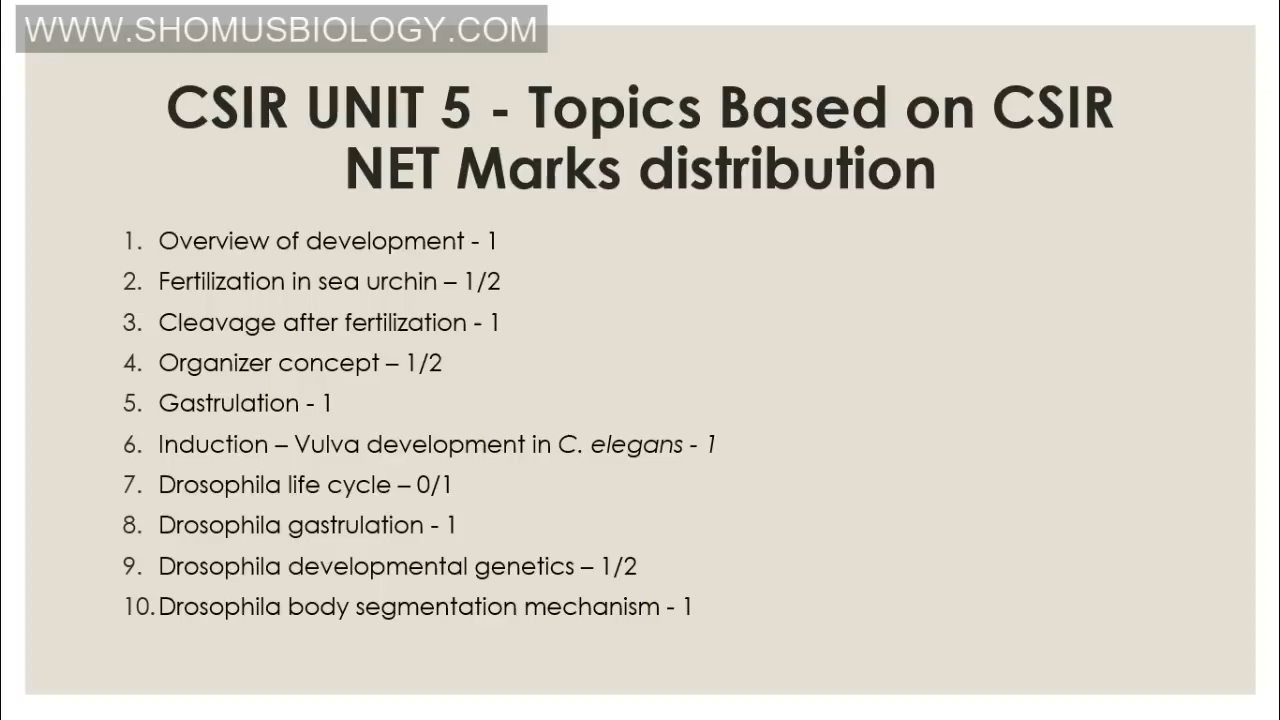 WWW.SHOMUSBIOLOGY.COM
CSIR UNIT 5 - Topics Based on CSIR
NET Marks distribution
1. Overview of development - 1
2. Fertilization in sea urchin – 1/2
3. Cleavage after fertilization - 1
4. Organizer concept – 1/2
5. Gastrulation - 1
6. Induction – Vulva development in C. elegans - 1
7. Drosophila life cycle – 0/1
8. Drosophila gastrulation - 1
9. Drosophila developmental genetics – 1/2
10. Drosophila body segmentation mechanism - 1